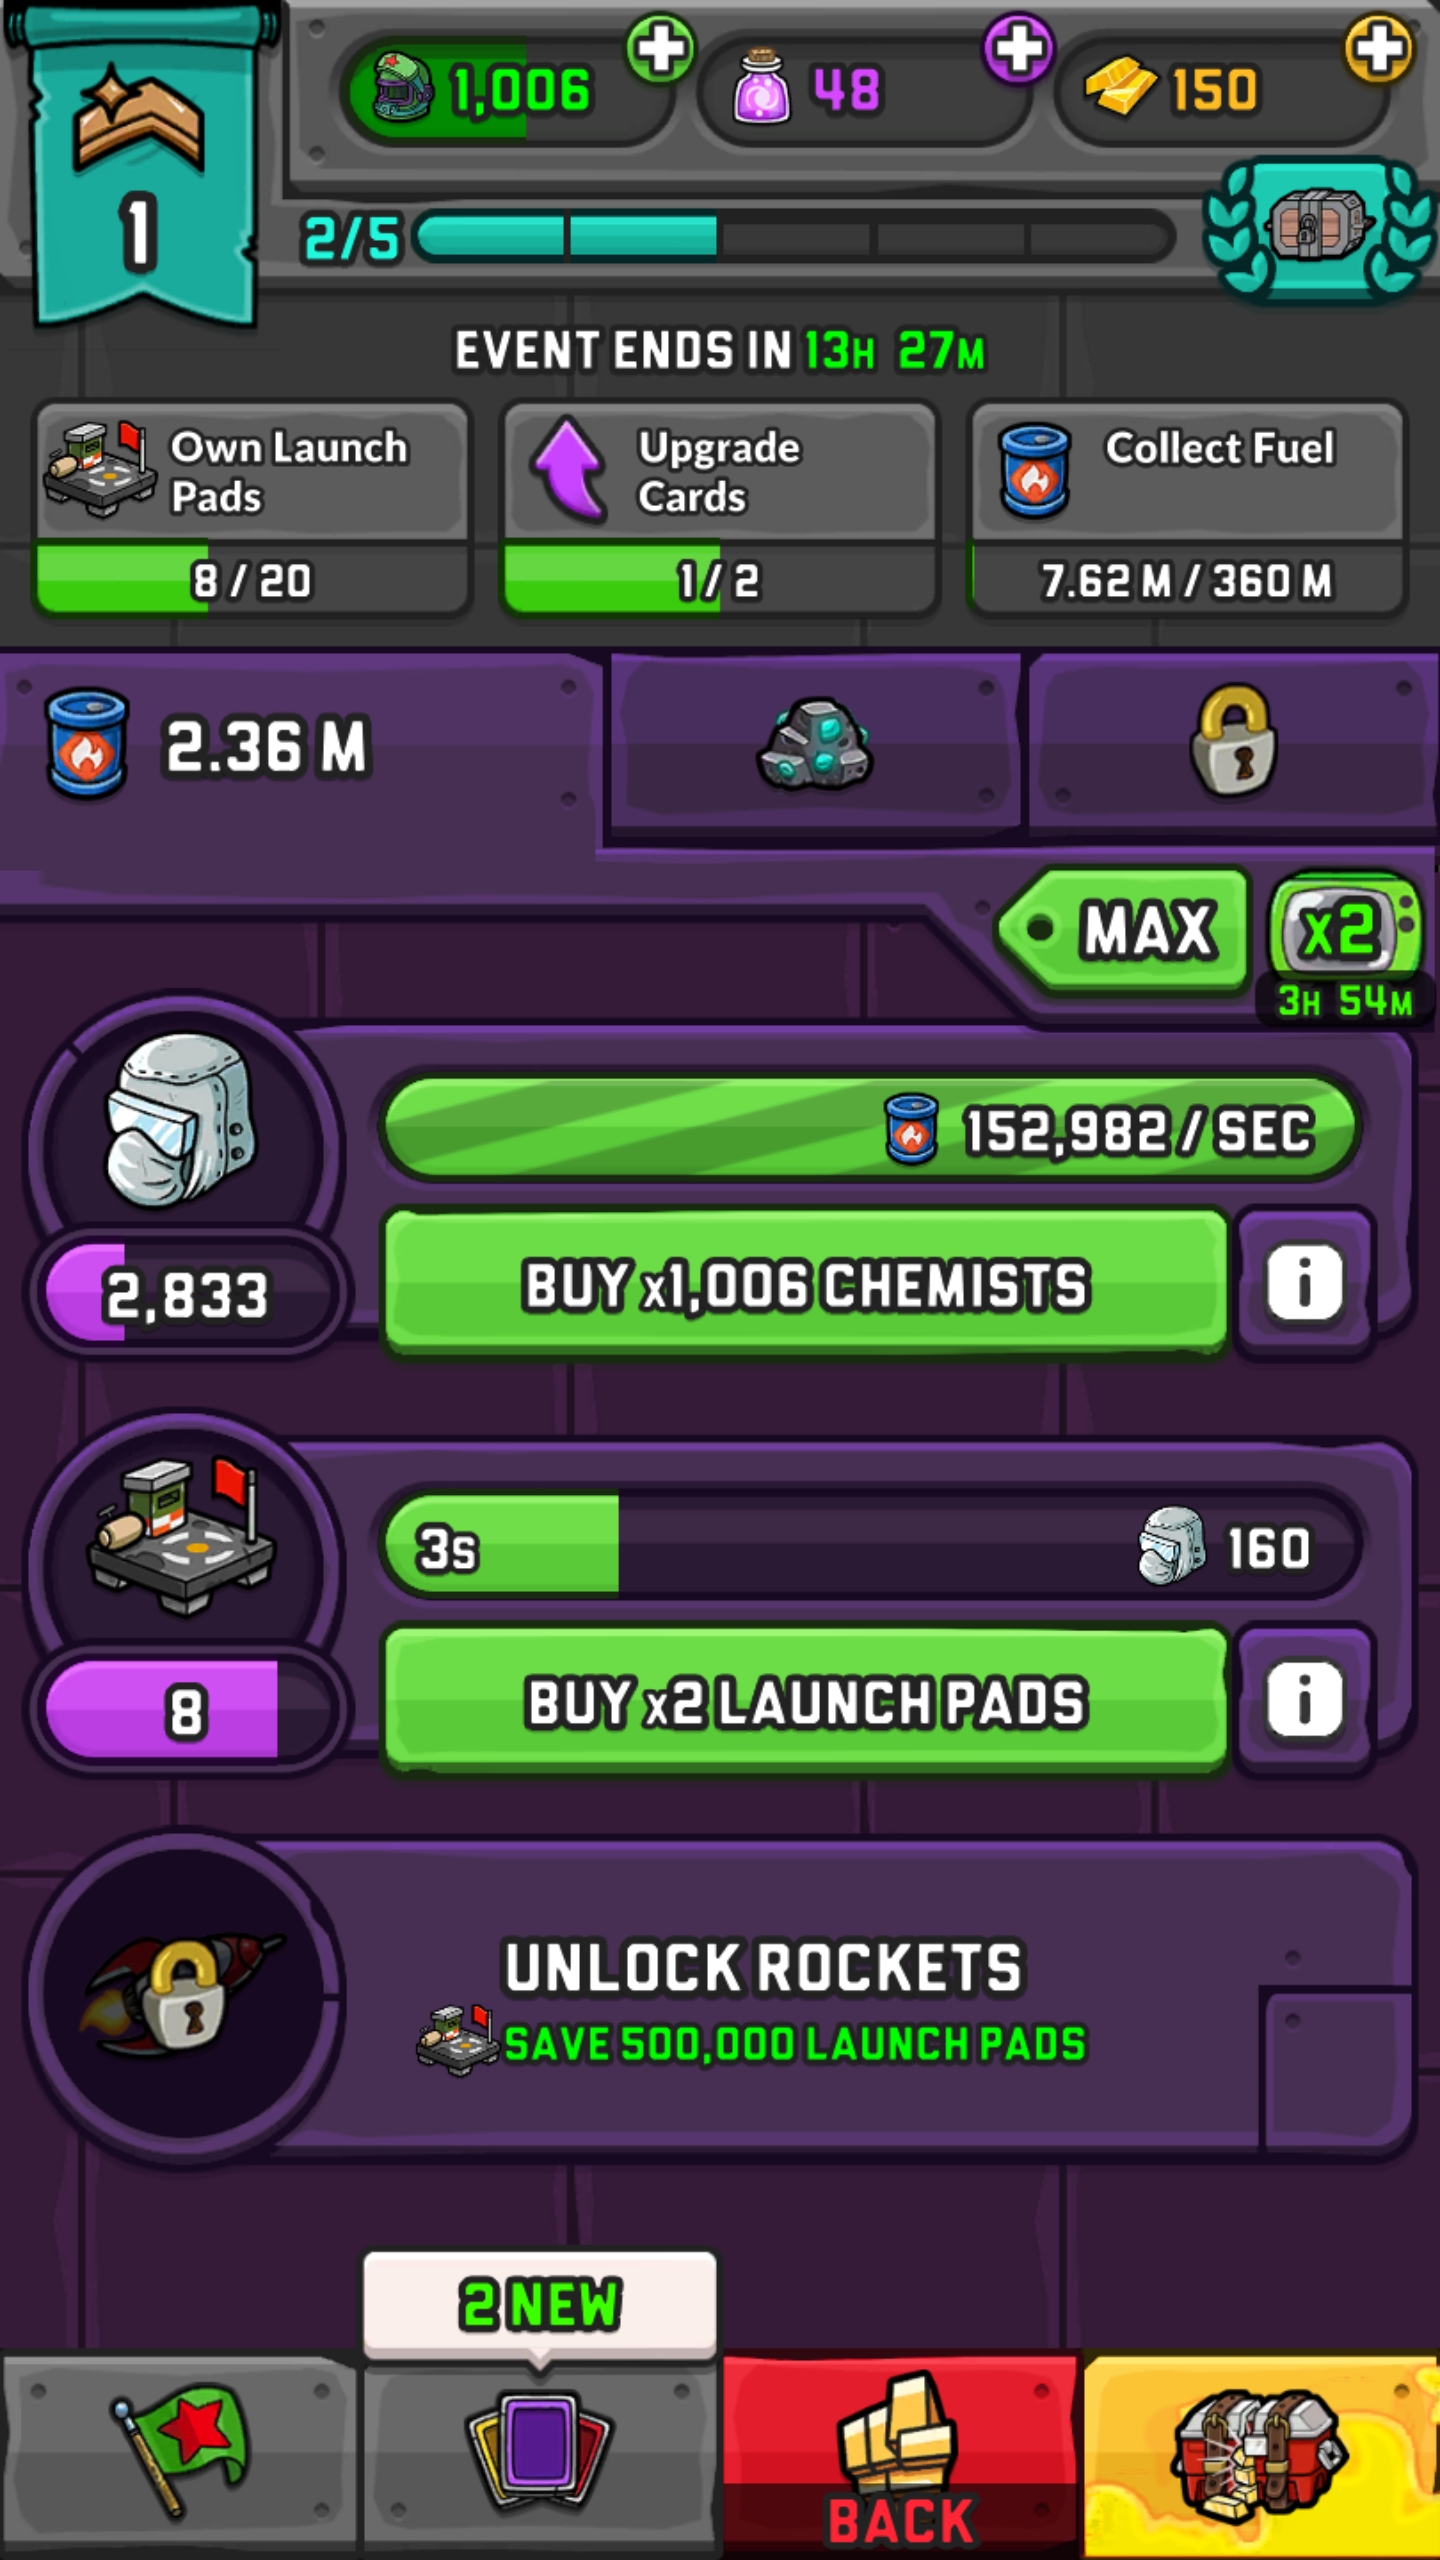 1,006
48
150
1
2/5
EVENT ENDS IN 13H 27M
Own Launch
Pads
Upgrade
Cards
Collect Fuel
8 / 20
1 / 2
7.62 M / 360 M
2.36 M
MAX
x2
3H 54M
152,982 / SEC
2,833
BUY x1,006 CHEMISTS
i
3s
160
8
BUY x2 LAUNCH PADS
i
UNLOCK ROCKETS
SAVE 500,000 LAUNCH PADS
2 NEW
BACK